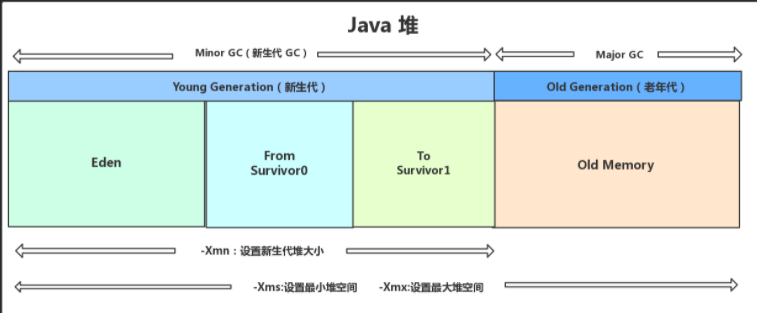 Java 堆
Minor GC ( 新生代 GC )
Major GC
Young Generation ( 新生代 )
Old Generation ( 老年代 )
Eden
From
Survivor0
To
Survivor1
Old Memory
-Xmn : 设置新生代堆大小
-Xms:设置最小堆空间
-Xmx:设置最大堆空间